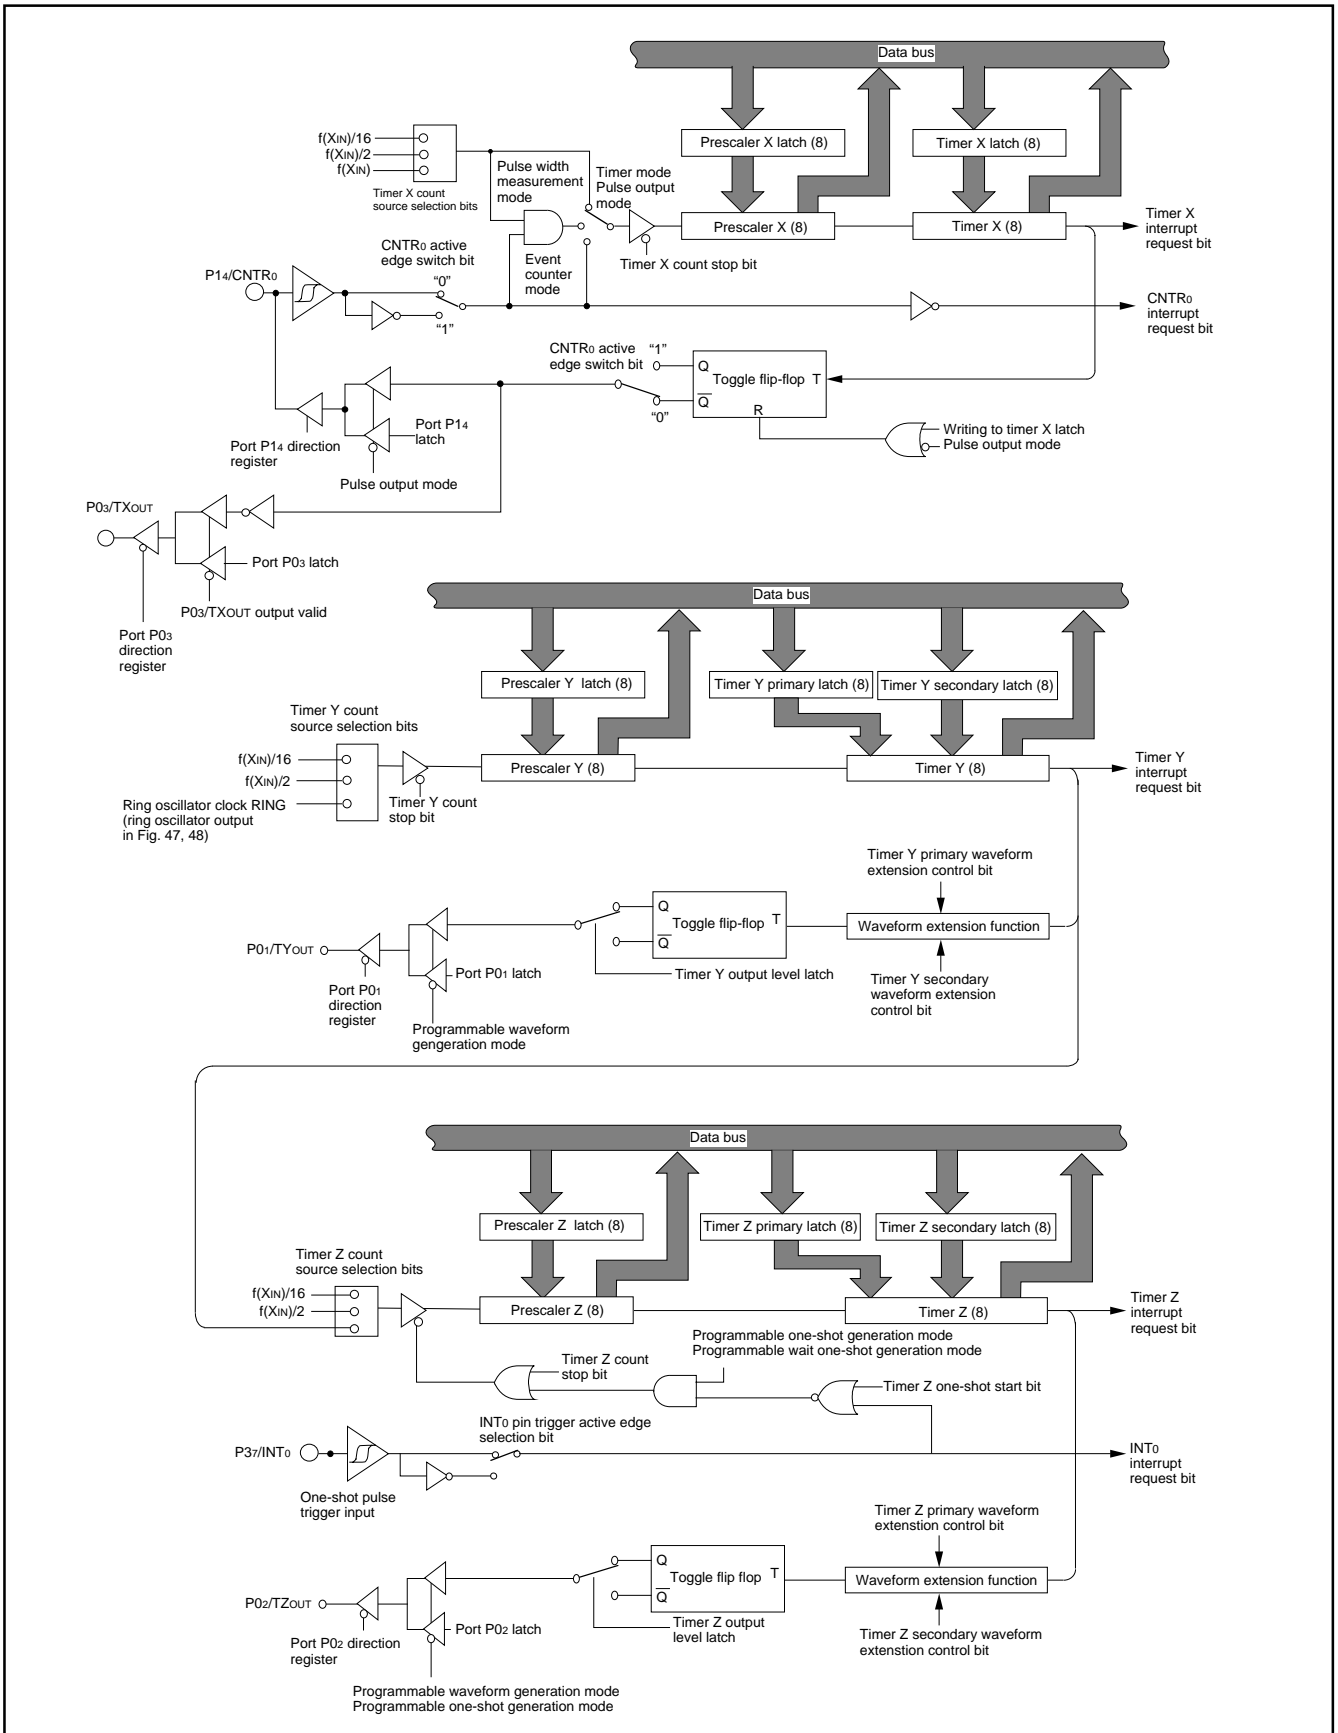 Data bus
f(XIN)/16
f(XIN)/2
f(XIN)
Timer X count
source selection bits
Pulse width
measurement
mode
Timer mode
Pulse output
mode
Prescaler X latch (8)
Timer X latch (8)
Prescaler X (8)
Timer X (8)
Timer X
interrupt
request bit
Timer X count stop bit
CNTR0 active
edge switch bit
Event
counter
mode
P14/CNTR0
“0”
“1”
CNTR0
interrupt
request bit
CNTR0 active
edge switch bit
“1”
“0”
Q
Q
Toggle flip-flop
T
R
Writing to timer X latch
Pulse output mode
Port P14
latch
Port P14 direction
register
Pulse output mode
P03/TXOUT
Port P03 latch
P03/TXOUT output valid
Port P03
direction
register
Data bus
Prescaler Y latch (8)
Timer Y primary latch (8)
Timer Y secondary latch (8)
Timer Y count
source selection bits
f(XIN)/16
f(XIN)/2
Ring oscillator clock RING
(ring oscillator output
in Fig. 47, 48)
Timer Y count
stop bit
Prescaler Y (8)
Timer Y (8)
Timer Y
interrupt
request bit
Timer Y primary waveform
extension control bit
Q
Q
Toggle flip-flop
T
Waveform extension function
P01/TYOUT
Port P01 latch
Timer Y output level latch
Port P01
direction
register
Timer Y secondary
waveform extension
control bit
Programmable waveform
gengeration mode
Data bus
Prescaler Z latch (8)
Timer Z primary latch (8)
Timer Z secondary latch (8)
Timer Z count
source selection bits
f(XIN)/16
f(XIN)/2
Prescaler Z (8)
Timer Z (8)
Timer Z
interrupt
request bit
Programmable one-shot generation mode
Programmable wait one-shot generation mode
Timer Z count
stop bit
Timer Z one-shot start bit
INT0 pin trigger active edge
selection bit
P37/INT0
INT0
interrupt
request bit
One-shot pulse
trigger input
Timer Z primary waveform
extenstion control bit
Q
Q
Toggle flip flop
T
Waveform extension function
P02/TZOUT
Port P02 latch
Timer Z output
level latch
Port P02 direction
register
Timer Z secondary waveform
extenstion control bit
Programmable waveform generation mode
Programmable one-shot generation mode